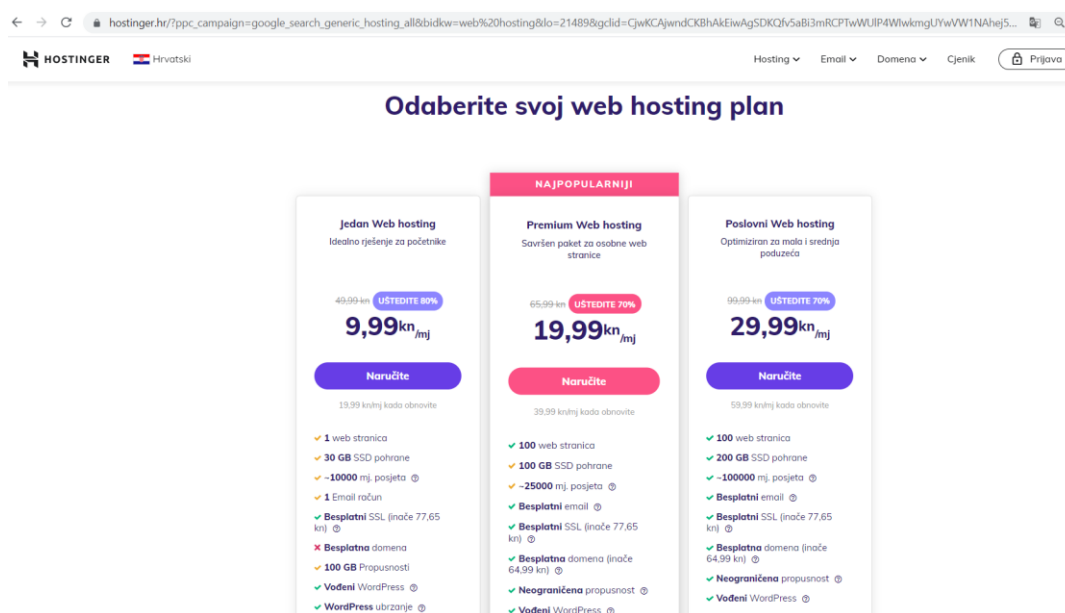 hostinger.hr/?ppc_campaign=google_search_generic_hosting_all&bidkw=web%20hosting&lo=21489&gclid=CjwKCAjwndCKBhAkEiwAgSDKQfv5aBi3mRCPTwWUlP4WlwkmgUYwVW1NAhej5...
HOSTINGER Hrvatski Hosting Email Domena Cjenik Prijava
Odaberite svoj web hosting plan
NAJPOPULARNIJI
Jedan Web hosting
Idealno rješenje za početnike
49,99 kn UŠTEDITE 80%
9,99kn/mj
Naručite
19,99 kn/mj kada obnovite
1 web stranica
30 GB SSD pohrane
~10000 mj. posjeta
1 Email račun
Besplatni SSL (inače 77,65
kn)
Besplatna domena
100 GB Propusnosti
Vođeni WordPress
WordPress ubrzanje
Premium Web hosting
Savršen paket za osobne web
stranice
65,99 kn UŠTEDITE 70%
19,99kn/mj
Naručite
39,99 kn/mj kada obnovite
100 web stranica
100 GB SSD pohrane
~25000 mj. posjeta
Besplatni email
Besplatni SSL (inače 77,65
kn)
Besplatna domena (inače
64,99 kn)
Neograničena propusnost
Vođeni WordPress
Poslovni Web hosting
Optimiziran za mala i srednja
poduzeća
99,99 kn UŠTEDITE 70%
29,99kn/mj
Naručite
59,99 kn/mj kada obnovite
100 web stranica
200 GB SSD pohrane
~100000 mj. posjeta
Besplatni email
Besplatni SSL (inače 77,65
kn)
Besplatna domena (inače
64,99 kn)
Neograničena propusnost
Vođeni WordPress